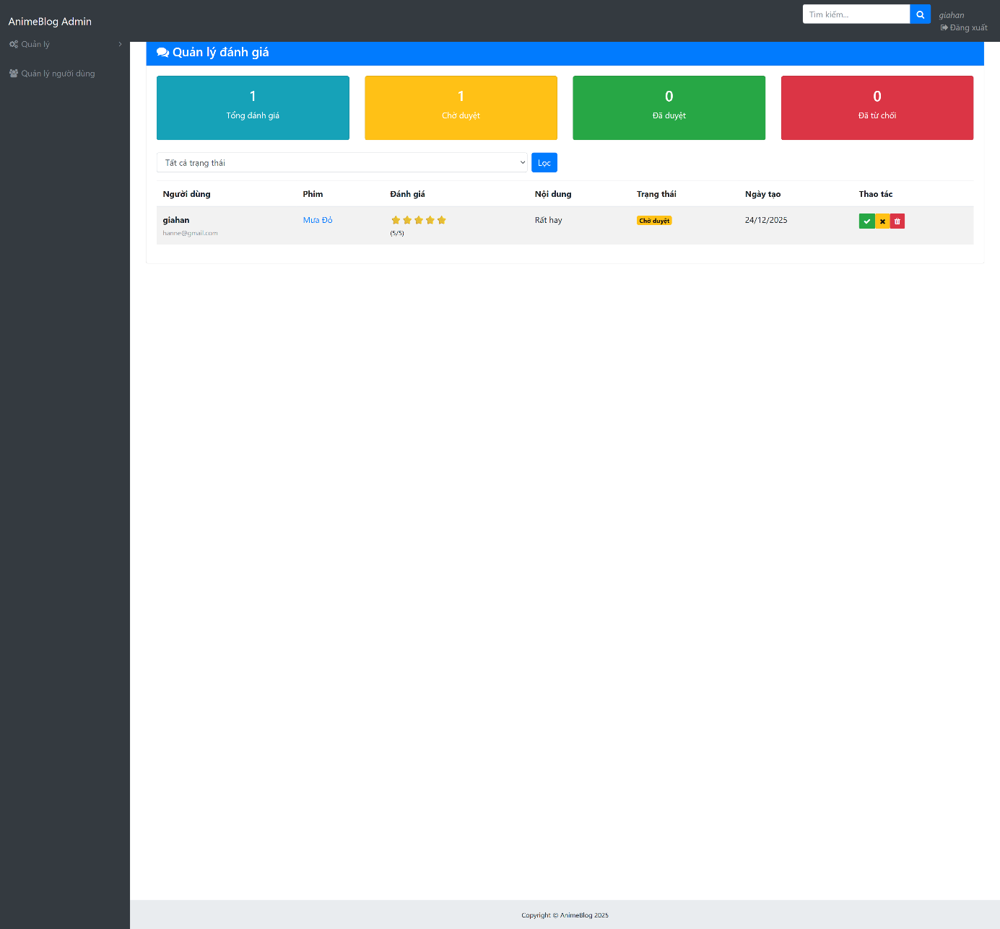 AnimeBlog Admin
Tìm kiếm...
giahan
Đăng xuất
Quản lý
Quản lý người dùng
Quản lý đánh giá
1
Tổng đánh giá
1
Chờ duyệt
0
Đã duyệt
0
Đã từ chối
Tất cả trạng thái
Lọc
Người dùng Phim Đánh giá Nội dung Trạng thái Ngày tạo Thao tác
giahan Mưa Đỏ Rất hay Chờ duyệt 24/12/2025
hanne@gmail.com (5/5)
Copyright © AnimeBlog 2025